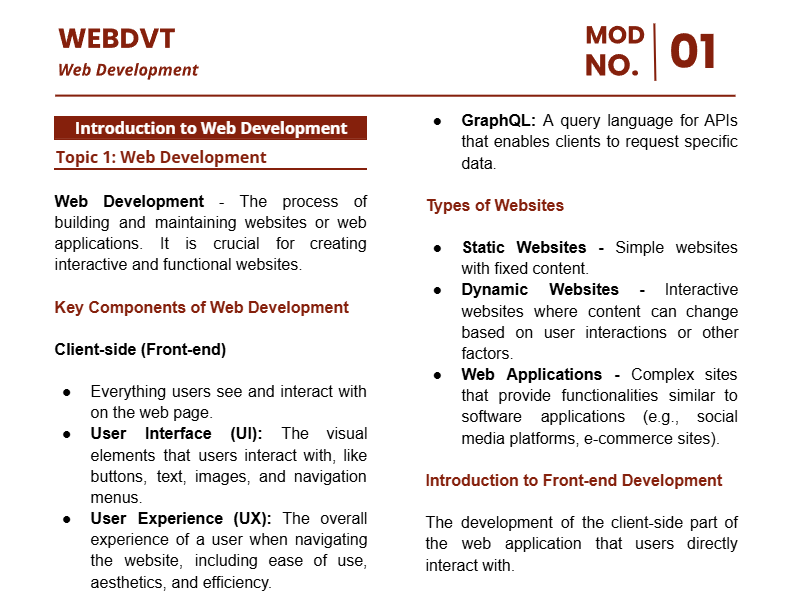 WEBDVT
Web Development
MOD
NO.
01
Introduction to Web Development
Topic 1: Web Development
Web Development - The process of
building and maintaining websites or web
applications. It is crucial for creating
interactive and functional websites.
Key Components of Web Development
Client-side (Front-end)
● Everything users see and interact with
on the web page.
● User Interface (UI): The visual
elements that users interact with, like
buttons, text, images, and navigation
menus.
● User Experience (UX): The overall
experience of a user when navigating
the website, including ease of use,
aesthetics, and efficiency.
● GraphQL: A query language for APIs
that enables clients to request specific
data.
Types of Websites
● Static Websites - Simple websites
with fixed content.
● Dynamic Websites - Interactive
websites where content can change
based on user interactions or other
factors.
● Web Applications - Complex sites
that provide functionalities similar to
software applications (e.g., social
media platforms, e-commerce sites).
Introduction to Front-end Development
The development of the client-side part of
the web application that users directly
interact with.